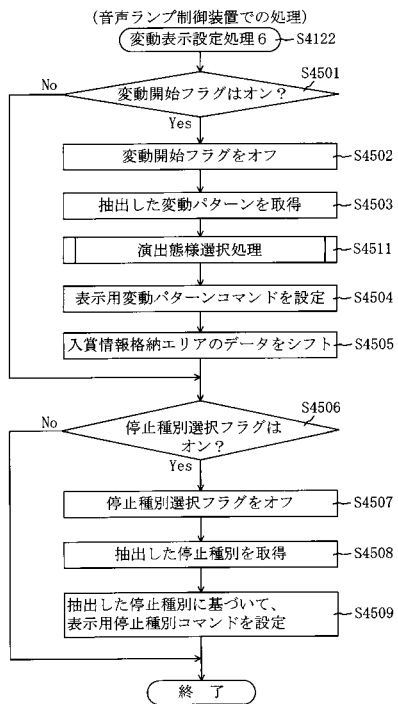 (音声ランプ制御装置での処理)
変動表示設定処理6
S4122
S4501
No
変動開始フラグはオン?
Yes
変動開始フラグをオフ
S4502
抽出した変動パターンを取得
S4503
演出態様選択処理
S4511
表示用変動パターンコマンドを設定
S4504
入賞情報格納エリアのデータをシフト
S4505
S4506
No
停止種別選択フラグは
オン?
Yes
停止種別選択フラグをオフ
S4507
抽出した停止種別を取得
S4508
抽出した停止種別に基づいて、
表示用停止種別コマンドを設定
S4509
終 了